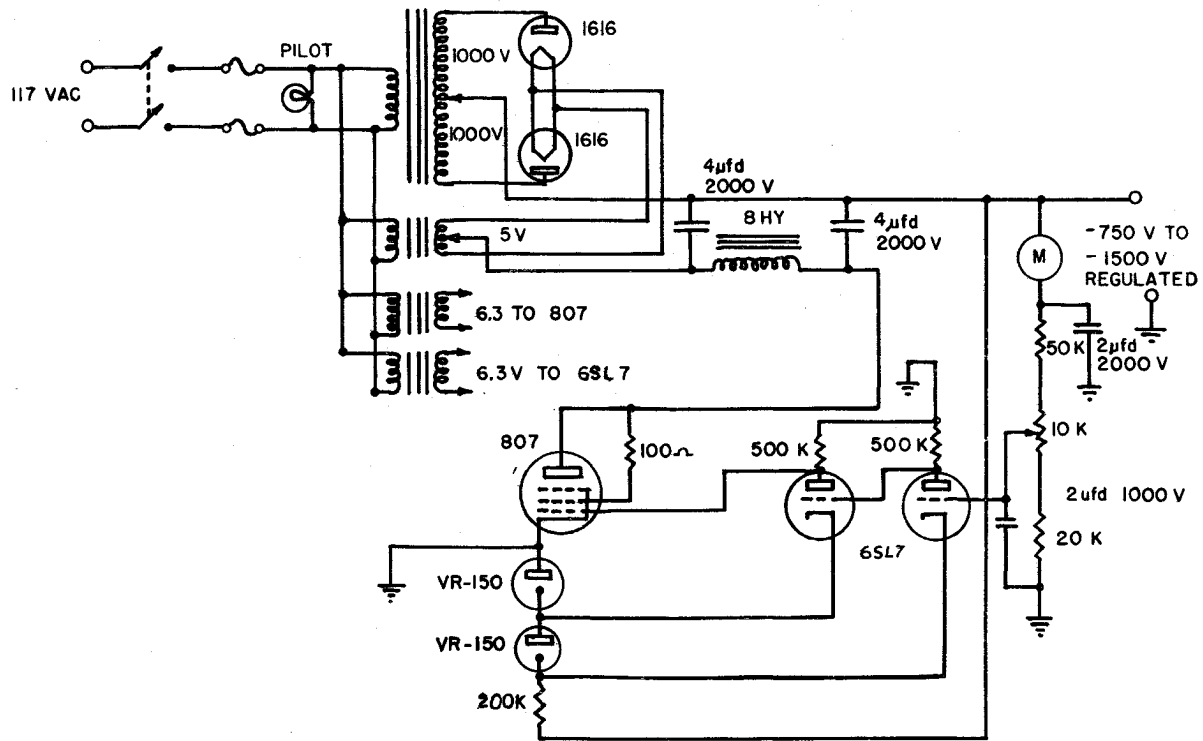 PILOT
117 VAC
1000 V
1616
1000V
1616
5 V
6.3 TO 807
6.3 V TO 6SL7
4µfd
2000 V
8 HY
4µfd
2000 V
M
-750 V TO
-1500 V
REGULATED
50 K
2µfd
2000 V
10 K
2ufd 1000 V
20 K
807
100Ω
500 K
500 K
6SL7
VR-150
VR-150
200K